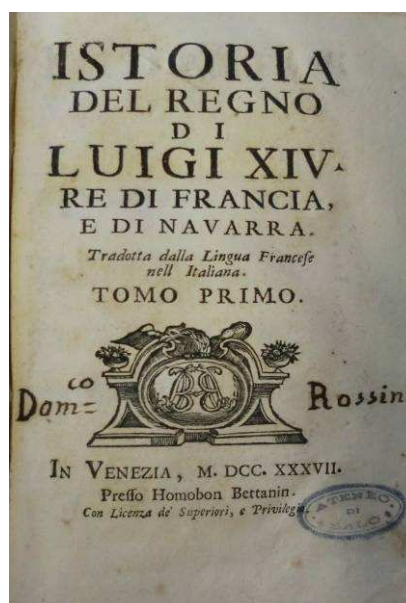 ISTORIA
DEL REGNO
DI
LUIGI XIV.
RE DI FRANCIA,
E DI NAVARRA.
Tradotta dalla Lingua Franceſe
nell Italiana.
TOMO PRIMO.
Dom=co Rossin
IN VENEZIA, M. DCC. XXXVII.
Preſſo Homobon Bettanin.
Con Licenza de' Superiori, e Privilegio.
ATENEO
DI
SALO